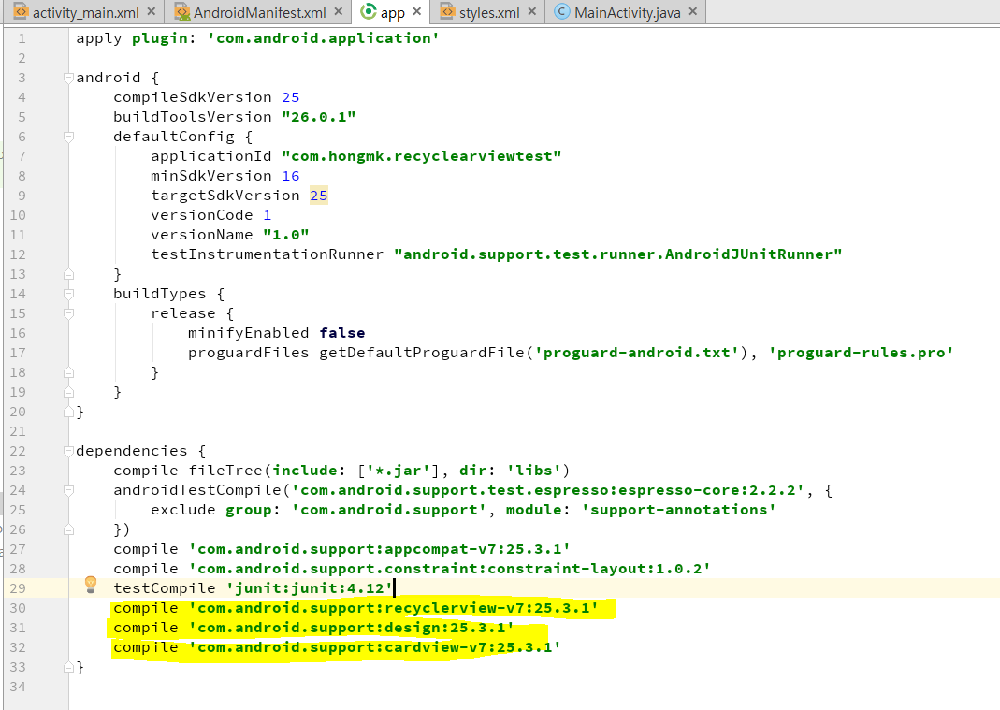 activity_main.xml AndroidManifest.xml app styles.xml MainActivity.java
1 apply plugin: 'com.android.application'
2
3 android {
4 compileSdkVersion 25
5 buildToolsVersion "26.0.1"
6 defaultConfig {
7 applicationId "com.hongmk.recyclearviewtest"
8 minSdkVersion 16
9 targetSdkVersion 25
10 versionCode 1
11 versionName "1.0"
12 testInstrumentationRunner "android.support.test.runner.AndroidJUnitRunner"
13 }
14 buildTypes {
15 release {
16 minifyEnabled false
17 proguardFiles getDefaultProguardFile('proguard-android.txt'), 'proguard-rules.pro'
18 }
19 }
20 }
21
22 dependencies {
23 compile fileTree(include: ['*.jar'], dir: 'libs')
24 androidTestCompile('com.android.support.test.espresso:espresso-core:2.2.2', {
25 exclude group: 'com.android.support', module: 'support-annotations'
26 })
27 compile 'com.android.support:appcompat-v7:25.3.1'
28 compile 'com.android.support.constraint:constraint-layout:1.0.2'
29 testCompile 'junit:junit:4.12'
30 compile 'com.android.support:recyclerview-v7:25.3.1'
31 compile 'com.android.support:design:25.3.1'
32 compile 'com.android.support:cardview-v7:25.3.1'
33 }
34